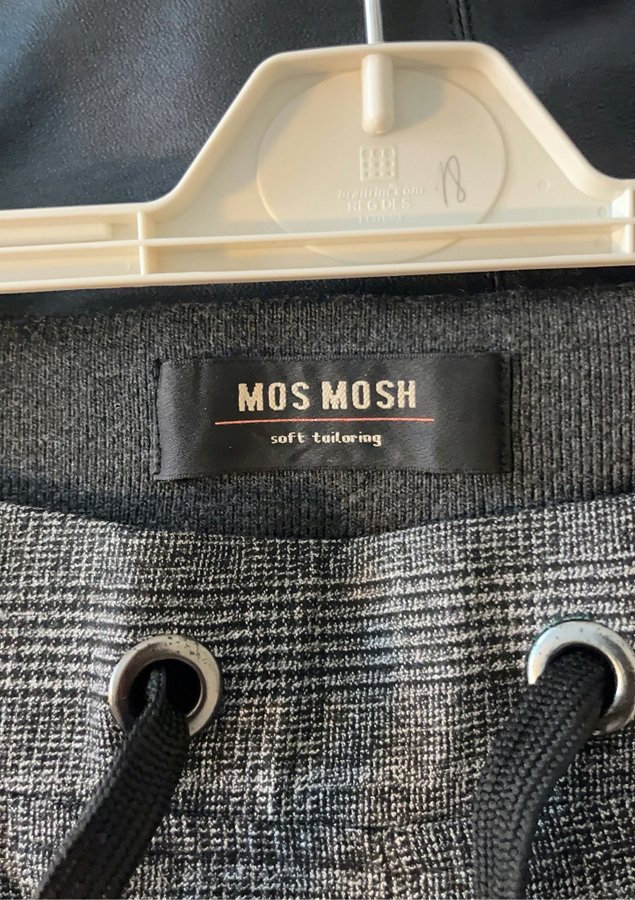 braitrim.com
REG DES
MOS MOSH
soft tailoring